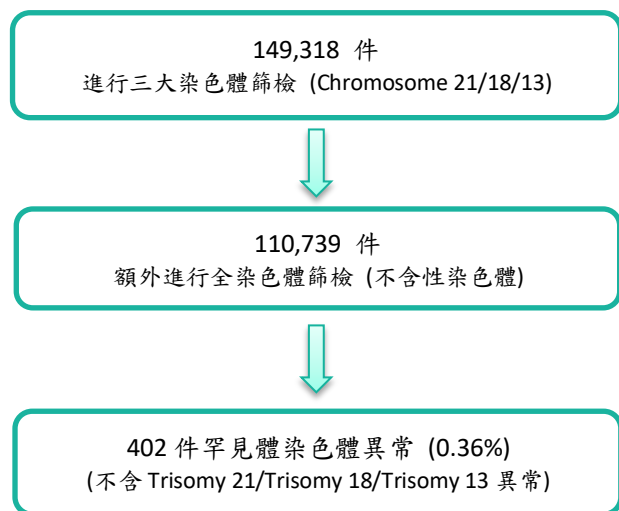 149,318 件
進行三大染色體篩檢 (Chromosome 21/18/13)
110,739 件
額外進行全染色體篩檢 (不含性染色體)
402 件罕見體染色體異常 (0.36%)
(不含 Trisomy 21/Trisomy 18/Trisomy 13 異常)